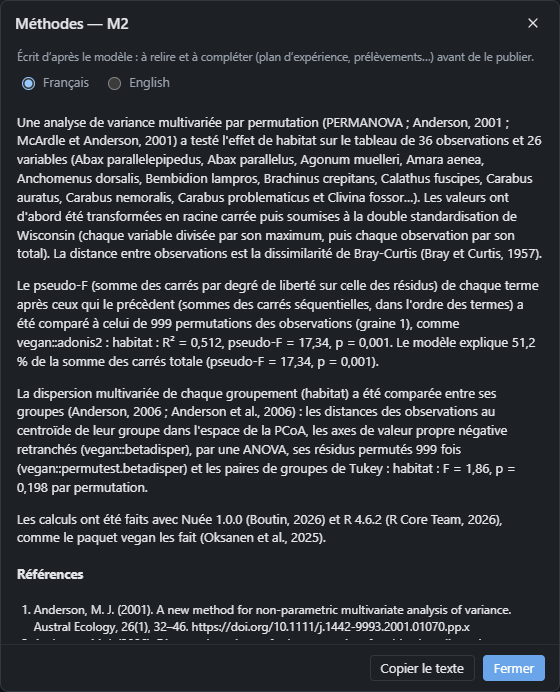 Méthodes — M2
Écrit d'après le modèle : à relire et à compléter (plan d'expérience, prélèvements...) avant de le publier.
Français
English
Une analyse de variance multivariée par permutation (PERMANOVA ; Anderson, 2001 ;
McArdle et Anderson, 2001) a testé l'effet de habitat sur le tableau de 36 observations et 26
variables (Abax parallelepipedus, Abax parallelus, Agonum muelleri, Amara aenea,
Anchomenus dorsalis, Bembidion lampros, Brachinus crepitans, Calathus fuscipes, Carabus
auratus, Carabus nemoralis, Carabus problematicus et Clivina fossor...). Les valeurs ont
d'abord été transformées en racine carrée puis soumises à la double standardisation de
Wisconsin (chaque variable divisée par son maximum, puis chaque observation par son
total). La distance entre observations est la dissimilarité de Bray-Curtis (Bray et Curtis, 1957).
Le pseudo-F (somme des carrés par degré de liberté sur celle des résidus) de chaque terme
après ceux qui le précèdent (sommes des carrés séquentielles, dans l'ordre des termes) a
été comparé à celui de 999 permutations des observations (graine 1), comme
vegan::adonis2 : habitat : R² = 0,512, pseudo-F = 17,34, p = 0,001. Le modèle explique 51,2
% de la somme des carrés totale (pseudo-F = 17,34, p = 0,001).
La dispersion multivariée de chaque groupement (habitat) a été comparée entre ses
groupes (Anderson, 2006 ; Anderson et al., 2006) : les distances des observations au
centroïde de leur groupe dans l'espace de la PCoA, les axes de valeur propre négative
retranchés (vegan::betadisper), par une ANOVA, ses résidus permutés 999 fois
(vegan::permutest.betadisper) et les paires de groupes de Tukey : habitat : F = 1,86, p =
0,198 par permutation.
Les calculs ont été faits avec Nuée 1.0.0 (Boutin, 2026) et R 4.6.2 (R Core Team, 2026),
comme le paquet vegan les fait (Oksanen et al., 2025).
Références
1. Anderson, M. J. (2001). A new method for non-parametric multivariate analysis of variance.
Austral Ecology, 26(1), 32–46. https://doi.org/10.1111/j.1442-9993.2001.01070.pp.x
Copier le texte
Fermer